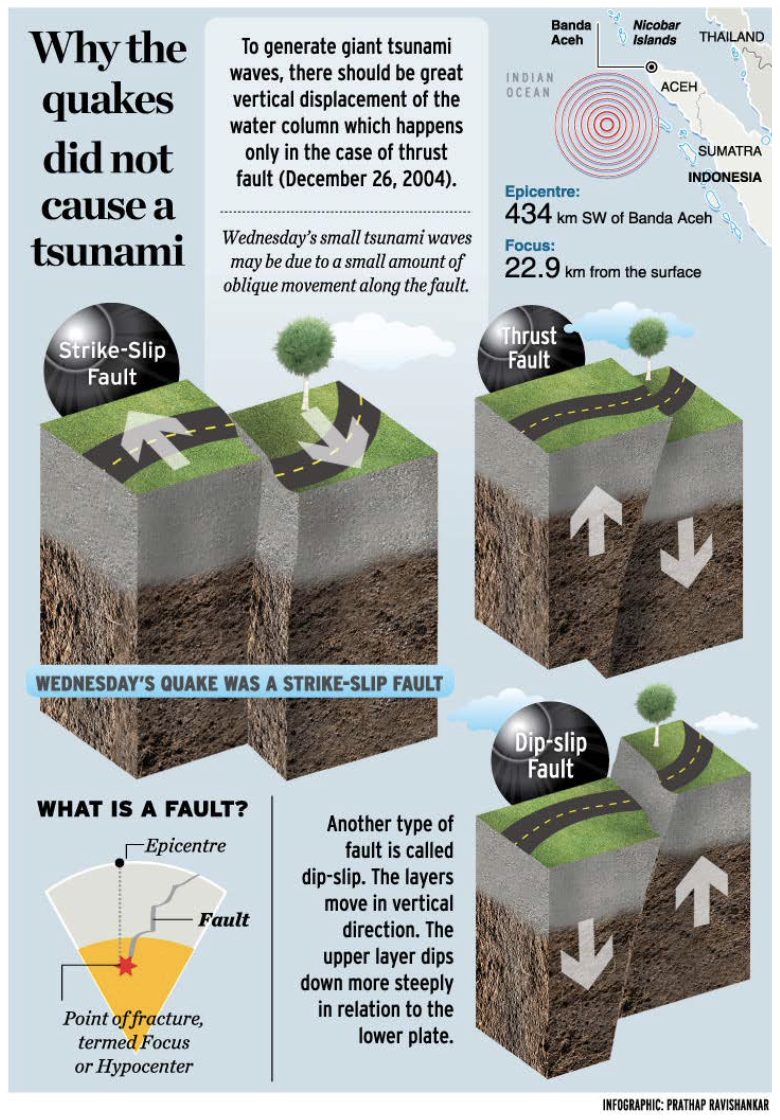 Why the
quakes
did not
cause a
tsunami
To generate giant tsunami
waves, there should be great
vertical displacement of the
water column which happens
only in the case of thrust
fault (December 26, 2004).
Wednesday's small tsunami waves
may be due to a small amount of
oblique movement along the fault.
Banda
Aceh
Nicobar
Islands
THAILAND
INDIAN
OCEAN
ACEH
SUMATRA
INDONESIA
Epicentre:
434 km SW of Banda Aceh
Focus:
22.9 km from the surface
Strike-Slip
Fault
Thrust
Fault
WEDNESDAY'S QUAKE WAS A STRIKE-SLIP FAULT
Dip-slip
Fault
WHAT IS A FAULT?
Epicentre
Fault
Point of fracture,
termed Focus
or Hypocenter
Another type of
fault is called
dip-slip. The layers
move in vertical
direction. The
upper layer dips
down more steeply
in relation to the
lower plate.
INFOGRAPHIC: PRATHAP RAVISHANKAR